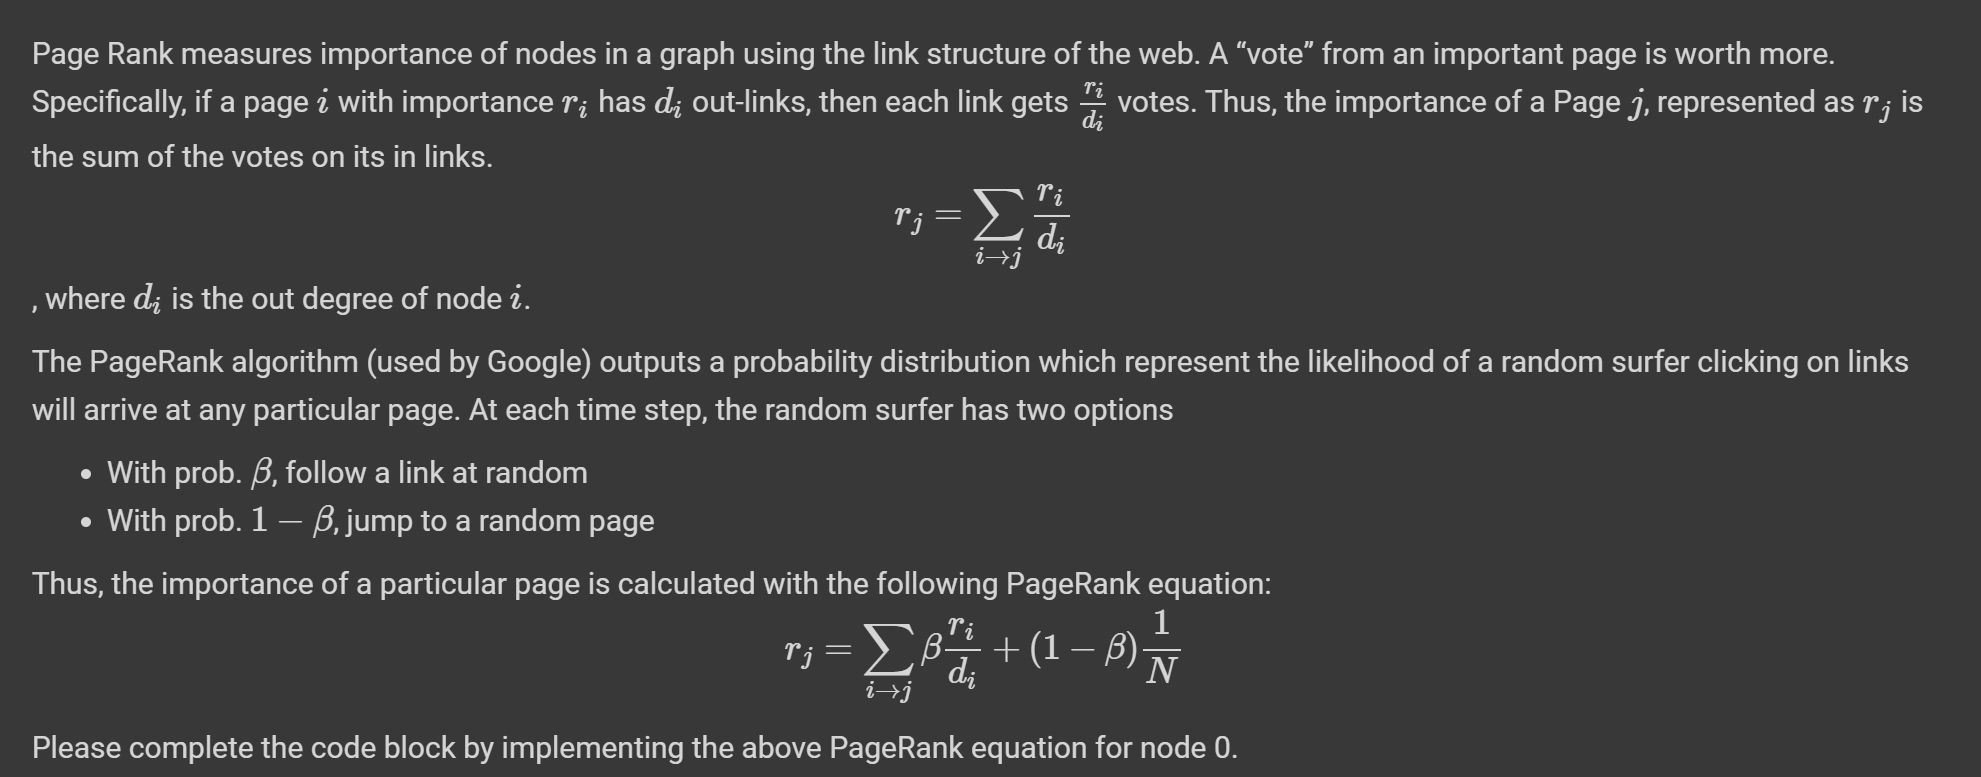 Page Rank measures importance of nodes in a graph using the link structure of the web. A “vote” from an important page is worth more.
Specifically, if a page i with importance r_i has d_i out-links, then each link gets \frac{r_i}{d_i} votes. Thus, the importance of a Page j, represented as r_j is
the sum of the votes on its in links.
r_j = \sum_{i \rightarrow j} \frac{r_i}{d_i}
, where d_i is the out degree of node i.
The PageRank algorithm (used by Google) outputs a probability distribution which represent the likelihood of a random surfer clicking on links
will arrive at any particular page. At each time step, the random surfer has two options
• With prob. β, follow a link at random
• With prob. 1 − β, jump to a random page
Thus, the importance of a particular page is calculated with the following PageRank equation:
r_j = \sum_{i \rightarrow j} β \frac{r_i}{d_i} + (1 − β) \frac{1}{N}
Please complete the code block by implementing the above PageRank equation for node 0.